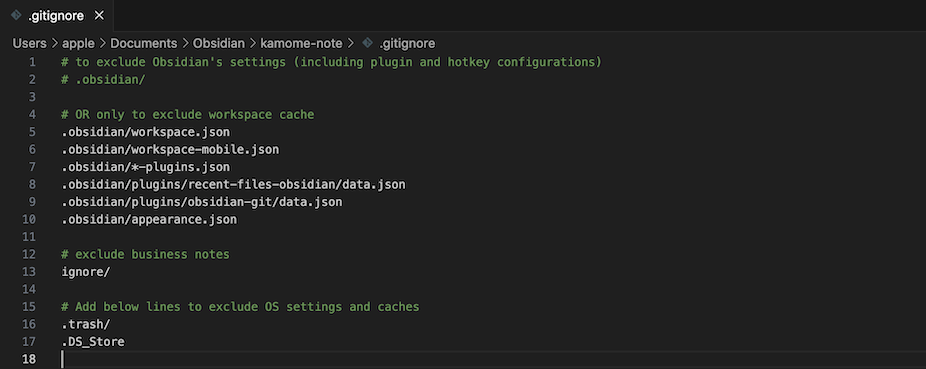 .gitignore ×
Users > apple > Documents > Obsidian > kamome-note > .gitignore
1 # to exclude Obsidian's settings (including plugin and hotkey configurations)
2 # .obsidian/
3
4 # OR only to exclude workspace cache
5 .obsidian/workspace.json
6 .obsidian/workspace-mobile.json
7 .obsidian/*-plugins.json
8 .obsidian/plugins/recent-files-obsidian/data.json
9 .obsidian/plugins/obsidian-git/data.json
10 .obsidian/appearance.json
11
12 # exclude business notes
13 ignore/
14
15 # Add below lines to exclude OS settings and caches
16 .trash/
17 .DS_Store
18